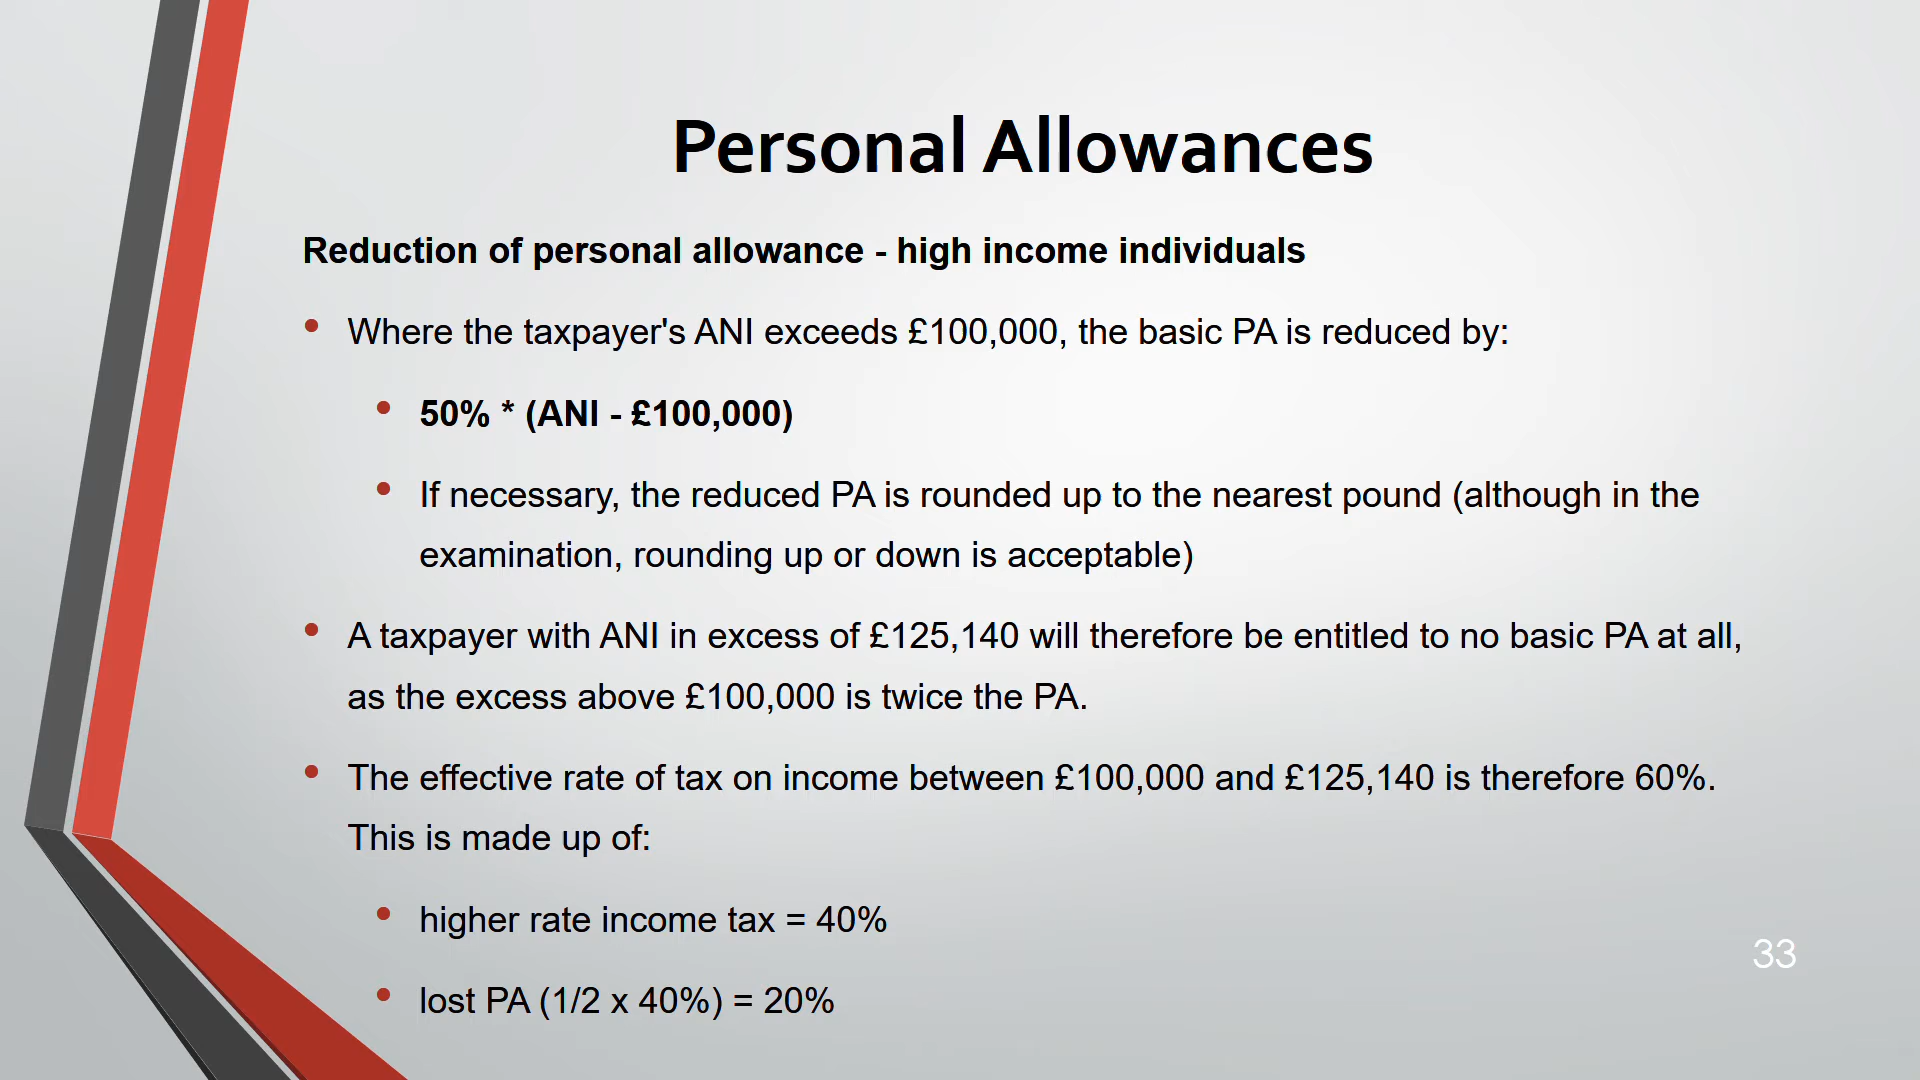 Personal Allowances
Reduction of personal allowance - high income individuals
• Where the taxpayer's ANI exceeds £100,000, the basic PA is reduced by:
• 50% * (ANI - £100,000)
• If necessary, the reduced PA is rounded up to the nearest pound (although in the
examination, rounding up or down is acceptable)
• A taxpayer with ANI in excess of £125,140 will therefore be entitled to no basic PA at all,
as the excess above £100,000 is twice the PA.
• The effective rate of tax on income between £100,000 and £125,140 is therefore 60%.
This is made up of:
• higher rate income tax = 40%
• lost PA (1/2 x 40%) = 20%
33